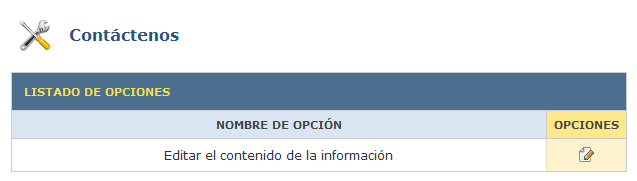 Contáctenos
LISTADO DE OPCIONES
NOMBRE DE OPCIÓN OPCIONES
Editar el contenido de la información